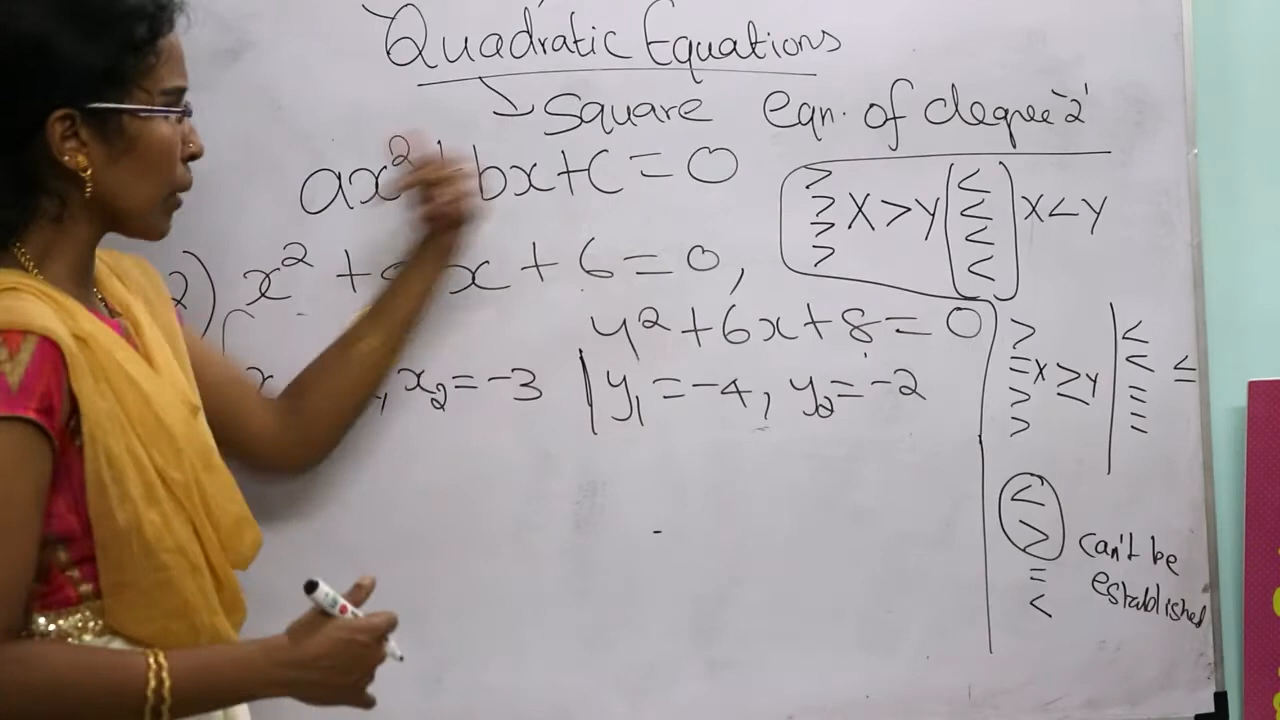 Quadratic Equations
Square eqn. of degree '2'
ax² + bx + c = 0
> ≥ ≥ > X > Y < ≤ ≤ < X < Y
2) x² + x + 6 = 0,
y² + 6x + 8 = 0
x₂ = -3 | y₁ = -4, y₂ = -2
> = > > X ≥ Y
<
>
=
<
can't be
established